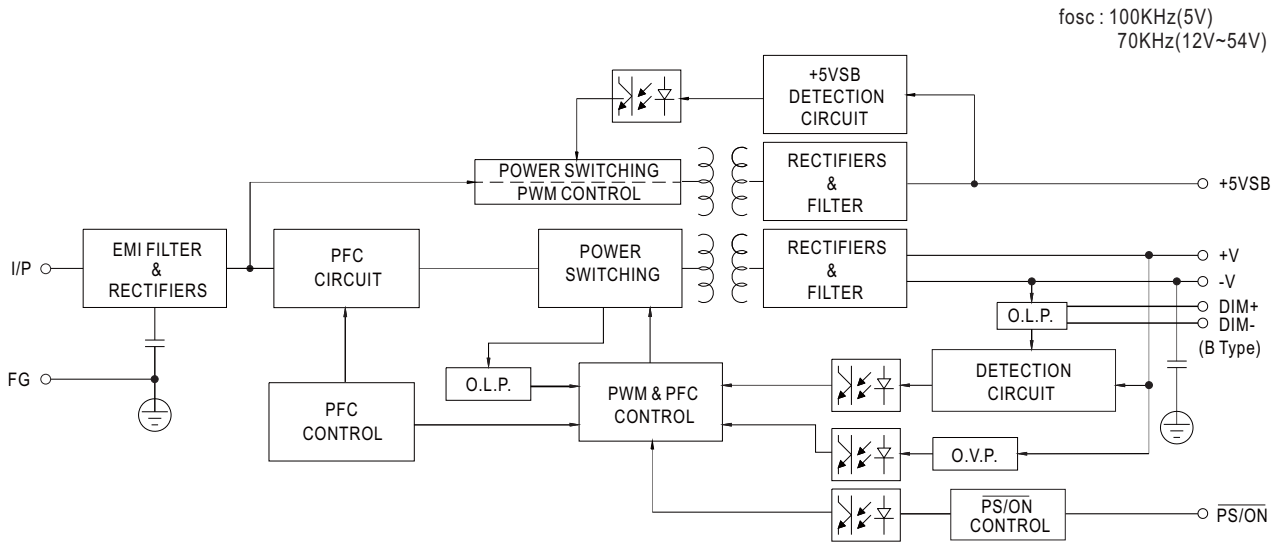 fosc : 100KHz(5V)
70KHz(12V~54V)
+5VSB
DETECTION
CIRCUIT
POWER SWITCHING
PWM CONTROL
RECTIFIERS
&
FILTER
+5VSB
I/P
EMI FILTER
&
RECTIFIERS
PFC
CIRCUIT
POWER
SWITCHING
RECTIFIERS
&
FILTER
+V
-V
O.L.P.
DIM+
DIM-
(B Type)
FG
O.L.P.
PFC
CONTROL
PWM & PFC
CONTROL
DETECTION
CIRCUIT
O.V.P.
PS/ON
CONTROL
PS/ON